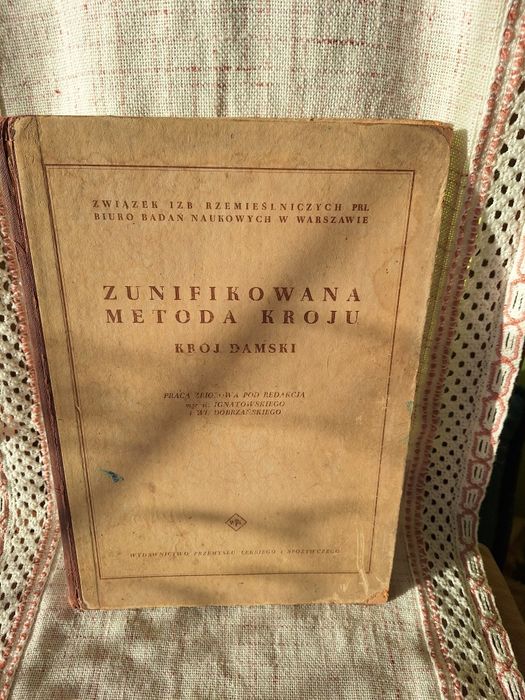 ZWIĄZEK IZB RZEMIEŚLNICZYCH PRL
BIURO BADAŃ NAUKOWYCH W WARSZAWIE
ZUNIFIKOWANA
METODA KROJU
KRÓJ DAMSKI
PRACA ZBIOROWA POD REDAKCJĄ
IGNATOWSKIEGO
I WŁ. DOBRZAŃSKIEGO
WYDAWNICTWO PRZEMYSŁU LEKKIEGO I SPOŻYWCZEGO